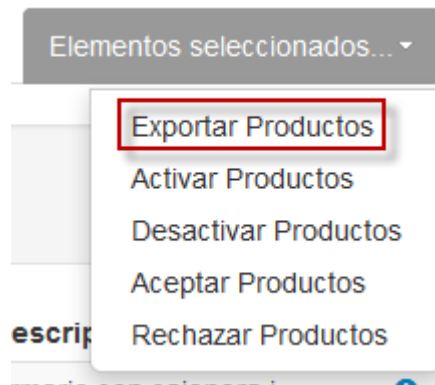 Elementos seleccionados...
Exportar Productos
Activar Productos
Desactivar Productos
Aceptar Productos
escrip
Rechazar Productos